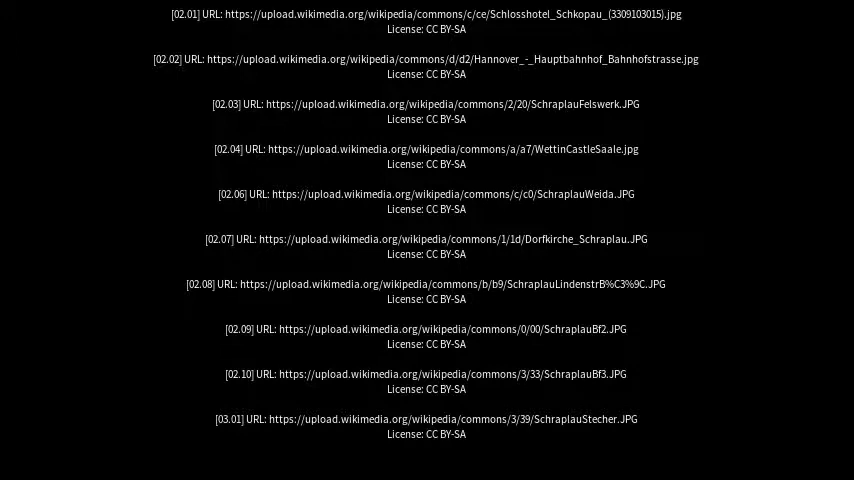 [02.01] URL: https://upload.wikimedia.org/wikipedia/commons/c/ce/Schlosshotel_Schkopau_(3309103015).jpg
License: CC BY-SA
[02.02] URL: https://upload.wikimedia.org/wikipedia/commons/d/d2/Hannover_-_Hauptbahnhof_Bahnhofstrasse.jpg
License: CC BY-SA
[02.03] URL: https://upload.wikimedia.org/wikipedia/commons/2/20/SchraplauFelswerk.JPG
License: CC BY-SA
[02.04] URL: https://upload.wikimedia.org/wikipedia/commons/a/a7/WettinCastleSaale.jpg
License: CC BY-SA
[02.06] URL: https://upload.wikimedia.org/wikipedia/commons/c/c0/SchraplauWeida.JPG
License: CC BY-SA
[02.07] URL: https://upload.wikimedia.org/wikipedia/commons/1/1d/Dorfkirche_Schraplau.JPG
License: CC BY-SA
[02.08] URL: https://upload.wikimedia.org/wikipedia/commons/b/b9/SchraplauLindenstrB%C3%9C.JPG
License: CC BY-SA
[02.09] URL: https://upload.wikimedia.org/wikipedia/commons/0/00/SchraplauBf2.JPG
License: CC BY-SA
[02.10] URL: https://upload.wikimedia.org/wikipedia/commons/3/33/SchraplauBf3.JPG
License: CC BY-SA
[03.01] URL: https://upload.wikimedia.org/wikipedia/commons/3/39/SchraplauStecher.JPG
License: CC BY-SA